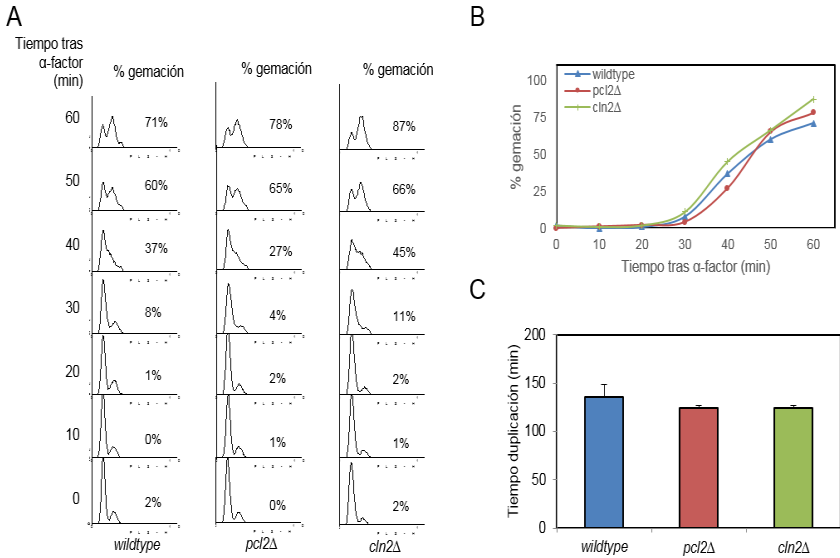 A
Tiempo tras
α-factor
(min)
% gemación
% gemación
% gemación
60
71%
78%
87%
50
60%
65%
66%
40
37%
27%
45%
30
8%
4%
11%
20
1%
2%
2%
10
0%
1%
1%
0
2%
0%
2%
wildtype
pcl2Δ
cln2Δ
B
wildtype
pcl2Δ
cln2Δ
% gemación
100
75
50
25
0
0 10 20 30 40 50 60
Tiempo tras α-factor (min)
C
Tiempo duplicación (min)
200
150
100
50
0
wildtype
pcl2Δ
cln2Δ